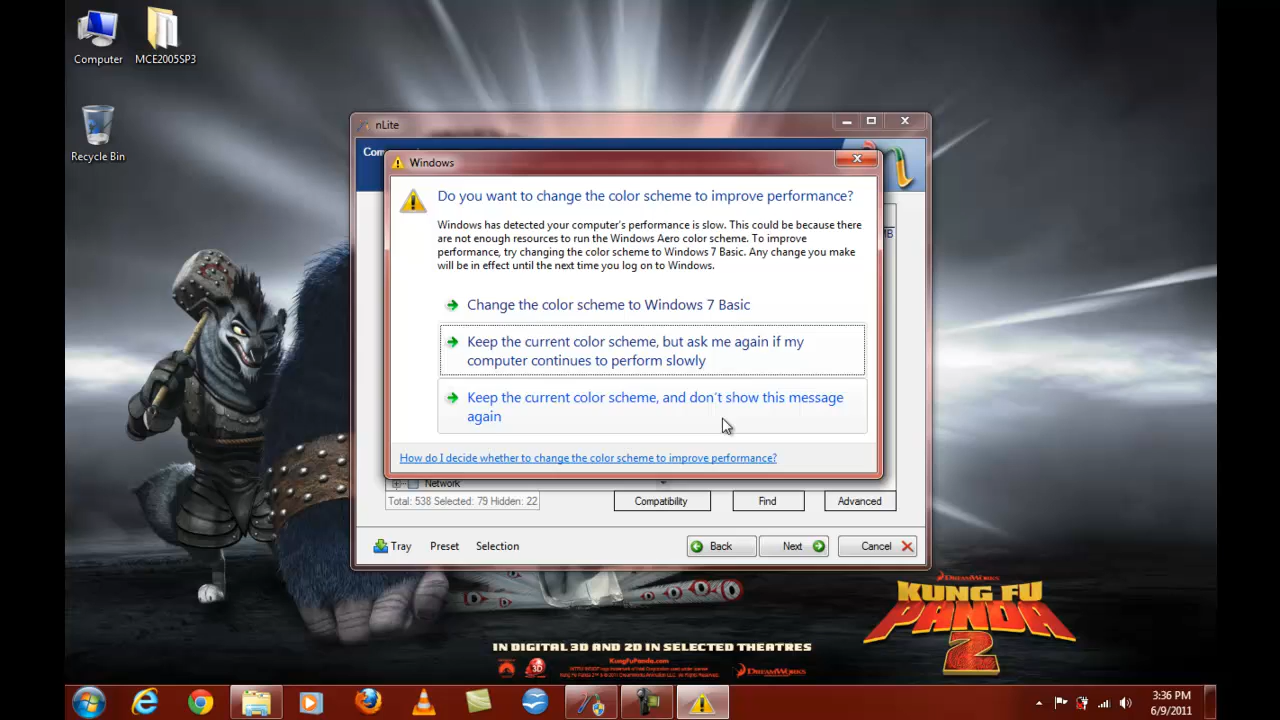 Computer
MCE2005SP3
Recycle Bin
nLite
Windows
Do you want to change the color scheme to improve performance?
Windows has detected your computer's performance is slow. This could be because there
are not enough resources to run the Windows Aero color scheme. To improve
performance, try changing the color scheme to Windows 7 Basic. Any change you make
will be in effect until the next time you log on to Windows.
Change the color scheme to Windows 7 Basic
Keep the current color scheme, but ask me again if my
computer continues to perform slowly
Keep the current color scheme, and don't show this message
again
How do I decide whether to change the color scheme to improve performance?
Network
Total: 538 Selected: 79 Hidden: 22
Compatibility
Find
Advanced
Tray
Preset
Selection
Back
Next
Cancel
DREAMWORKS
KUNG FU
PANDA
2
IN DIGITAL 3D AND 2D IN SELECTED THEATRES
KungFuPanda.com
DREAMWORKS
3:36 PM
6/9/2011